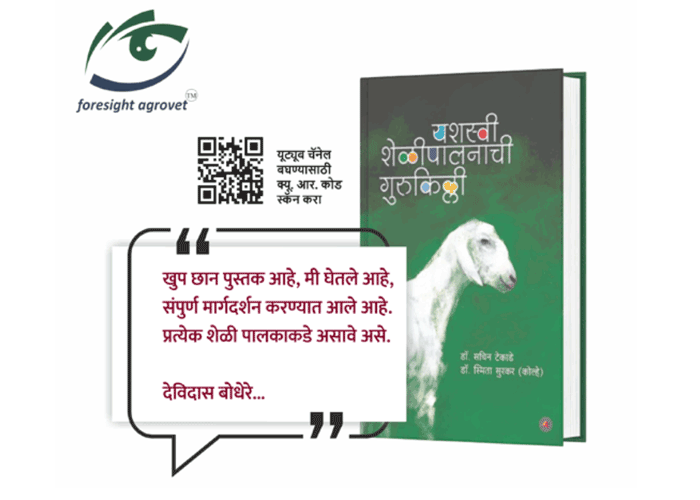 foresight agrovet TM
यूट्यूब चॅनेल
बघण्यासाठी
क्यु. आर. कोड
स्कॅन करा
यशस्वी
शेळीपालनाची
गुरुकिल्ली
खुप छान पुस्तक आहे, मी घेतले आहे,
संपुर्ण मार्गदर्शन करण्यात आले आहे.
प्रत्येक शेळी पालकाकडे असावे असे.
देविदास बोधेरे...
डॉ. सचिन टेकाडे
डॉ. स्मिता सुरकर (कोल्हे)